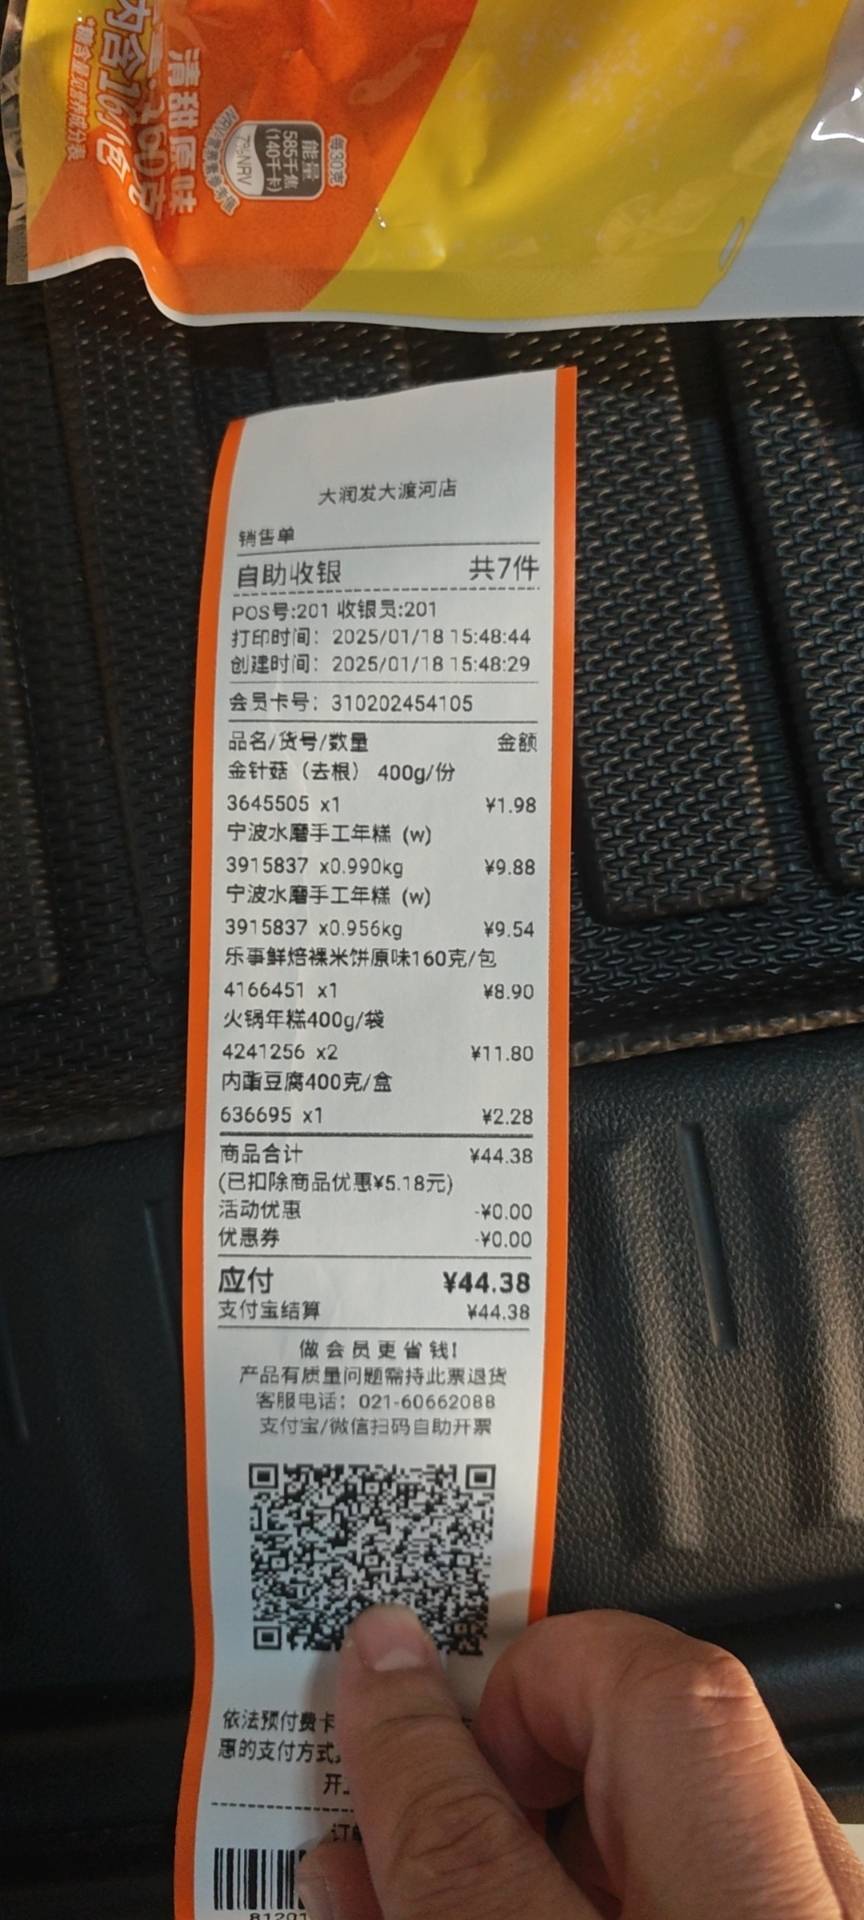 清甜原味
160克
内含16小包
每30克
能量
585千焦
(140千卡)
7%NRV
大润发大渡河店
销售单
自助收银 共7件
POS号:201 收银员:201
打印时间: 2025/01/18 15:48:44
创建时间: 2025/01/18 15:48:29
会员卡号: 310202454105
品名/货号/数量 金额
金针菇（去根） 400g/份
3645505 x1 ¥1.98
宁波水磨手工年糕 (w)
3915837 x0.990kg ¥9.88
宁波水磨手工年糕 (w)
3915837 x0.956kg ¥9.54
乐事鲜焙裸米饼原味160克/包
4166451 x1 ¥8.90
火锅年糕400g/袋
4241256 x2 ¥11.80
内酯豆腐400克/盒
636695 x1 ¥2.28
商品合计 ¥44.38
(已扣除商品优惠¥5.18元)
活动优惠 -¥0.00
优惠券 -¥0.00
应付 ¥44.38
支付宝结算 ¥44.38
做会员更省钱!
产品有质量问题需持此票退货
客服电话: 021-60662088
支付宝/微信扫码自助开票
依法预付费卡
惠的支付方式,
开
订
81201